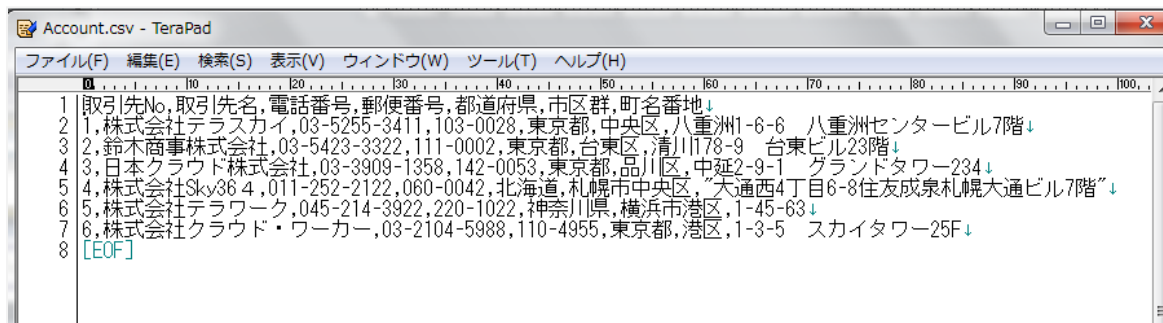 Account.csv - TeraPad
ファイル(F) 編集(E) 検索(S) 表示(V) ウィンドウ(W) ツール(T) ヘルプ(H)
0 10 20 30 40 50 60 70 80 90 100
1 取引先No,取引先名,電話番号,郵便番号,都道府県,市区群,町名番地↓
2 1,株式会社テラスカイ,03-5255-3411,103-0028,東京都,中央区,八重洲1-6-6　八重洲センタービル7階↓
3 2,鈴木商事株式会社,03-5423-3322,111-0002,東京都,台東区,清川178-9　台東ビル23階↓
4 3,日本クラウド株式会社,03-3909-1358,142-0053,東京都,品川区,中延2-9-1　グランドタワー234↓
5 4,株式会社Sky36４,011-252-2122,060-0042,北海道,札幌市中央区,"大通西4丁目6-8住友成泉札幌大通ビル7階"↓
6 5,株式会社テラワーク,045-214-3922,220-1022,神奈川県,横浜市港区,1-45-63↓
7 6,株式会社クラウド・ワーカー,03-2104-5988,110-4955,東京都,港区,1-3-5　スカイタワー25F↓
8 [EOF]